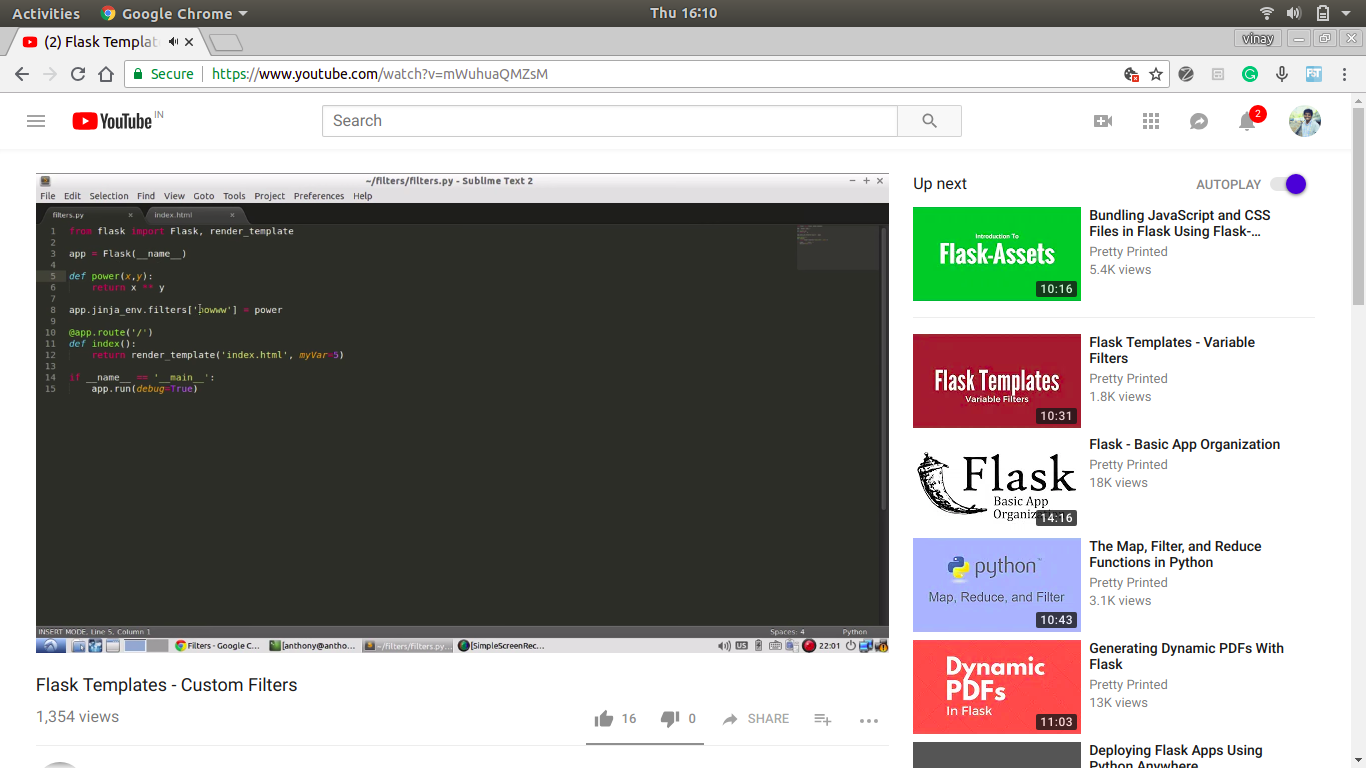 Activities Google Chrome Thu 16:10
(2) Flask Templat vinay
Secure https://www.youtube.com/watch?v=mWuhuaQMZsM
YouTube IN Search 2
~/filters/filters.py - Sublime Text 2
File Edit Selection Find View Goto Tools Project Preferences Help
filters.py index.html
1 from flask import Flask, render_template
2
3 app = Flask(__name__)
4
5 def power(x,y):
6 return x ** y
7
8 app.jinja_env.filters['powww'] = power
9
10 @app.route('/')
11 def index():
12 return render_template('index.html', myVar=5)
13
14 if __name__ == '__main__':
15 app.run(debug=True)
INSERT MODE, Line 5, Column 1 Spaces: 4 Python
Filters - Google C... [anthony@antho... ~/filters/filters.py... [SimpleScreenRec... US 22:01
Flask Templates - Custom Filters
1,354 views
16 0 SHARE
Up next AUTOPLAY
Introduction To
Flask-Assets
10:16
Bundling JavaScript and CSS
Files in Flask Using Flask-...
Pretty Printed
5.4K views
Flask Templates
Variable Filters
10:31
Flask Templates - Variable
Filters
Pretty Printed
1.8K views
Flask
Basic App
Organiz
14:16
Flask - Basic App Organization
Pretty Printed
18K views
python
Map, Reduce, and Filter
10:43
The Map, Filter, and Reduce
Functions in Python
Pretty Printed
3.1K views
Dynamic
PDFs
In Flask
11:03
Generating Dynamic PDFs With
Flask
Pretty Printed
13K views
Deploying Flask Apps Using
Python Anywhere